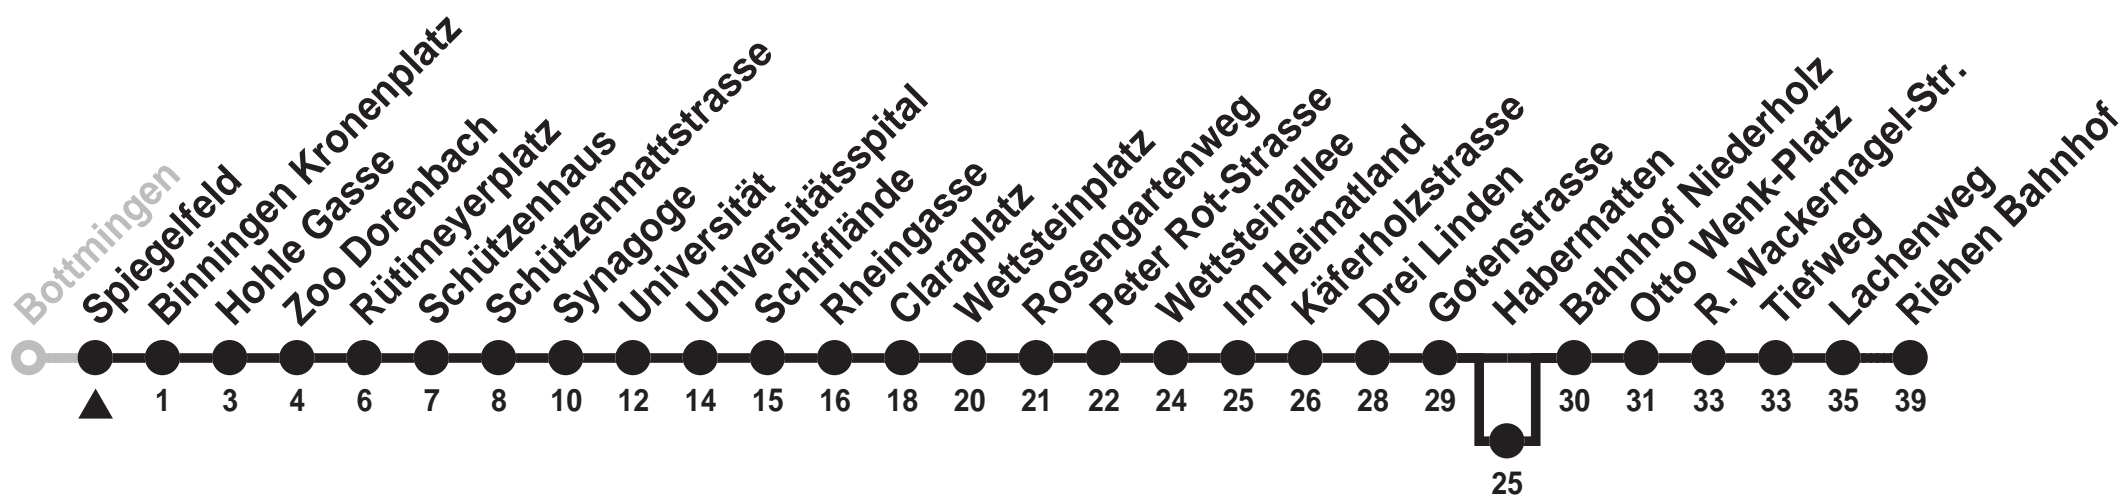 Bottmingen
Spiegelfeld
Binningen Kronenplatz
Hohle Gasse
Zoo Dorenbach
Rütimeyerplatz
Schützenhaus
Schützenmattstrasse
Synagoge
Universität
Universitätsspital
Schifflände
Rheingasse
Claraplatz
Wettsteinplatz
Rosengartenweg
Peter Rot-Strasse
Wettsteinallee
Im Heimatland
Käferholzstrasse
Drei Linden
Gotenstrasse
Habermatten
Bahnhof Niederholz
Otto Wenk-Platz
R. Wackernagel-Str.
Tiefweg
Lachenweg
Riehen Bahnhof
1 3 4 6 7 8 10 12 14 15 16 18 20 21 22 24 25 26 28 29 30 31 33 33 35 39
25